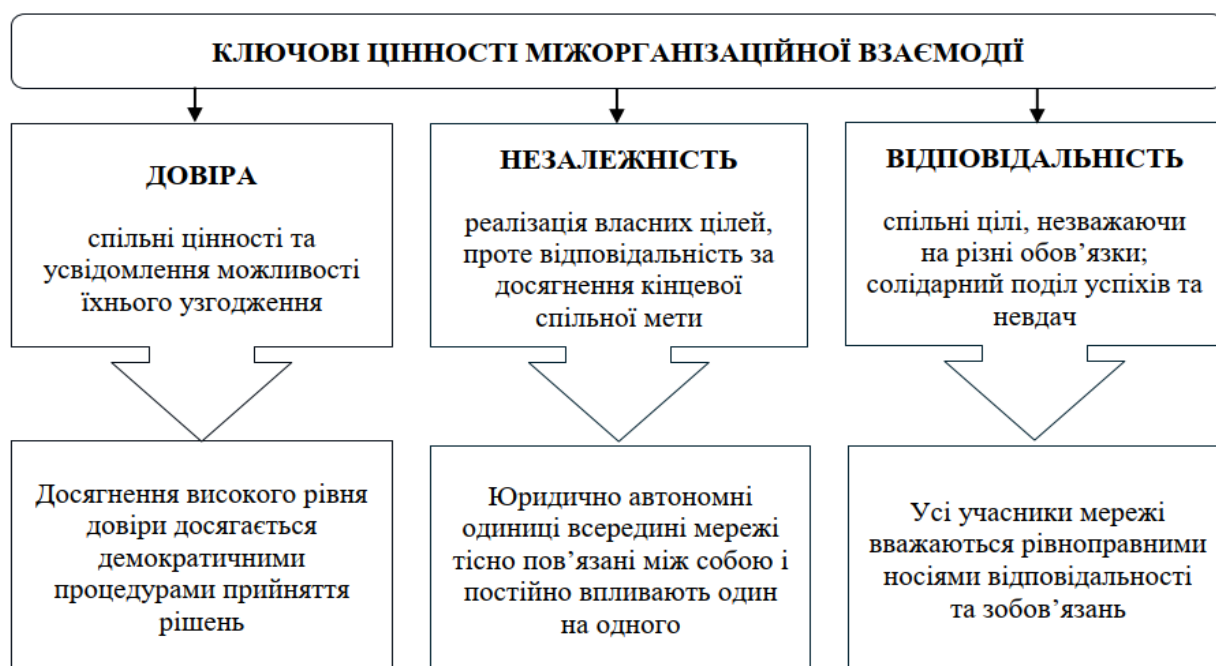 КЛЮЧОВІ ЦІННОСТІ МІЖОРГАНІЗАЦІЙНОЇ ВЗАЄМОДІЇ
ДОВІРА
спільні цінності та
усвідомлення можливості
їхнього узгодження
НЕЗАЛЕЖНІСТЬ
реалізація власних цілей,
проте відповідальність за
досягнення кінцевої
спільної мети
ВІДПОВІДАЛЬНІСТЬ
спільні цілі, незважаючи
на різні обов’язки;
солідарний поділ успіхів та
невдач
Досягнення високого рівня
довіри досягається
демократичними
процедурами прийняття
рішень
Юридично автономні
одиниці всередині мережі
тісно пов’язані між собою і
постійно впливають один
на одного
Усі учасники мережі
вважаються рівноправними
носіями відповідальності
та зобов’язань